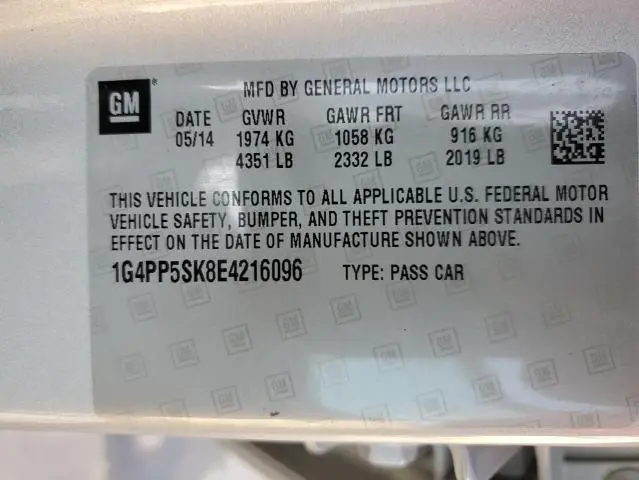 MFD BY GENERAL MOTORS LLC
GM®
DATE GVWR GAWR FRT GAWR RR
05/14 1974 KG 1058 KG 916 KG
4351 LB 2332 LB 2019 LB
THIS VEHICLE CONFORMS TO ALL APPLICABLE U.S. FEDERAL MOTOR
VEHICLE SAFETY, BUMPER, AND THEFT PREVENTION STANDARDS IN
EFFECT ON THE DATE OF MANUFACTURE SHOWN ABOVE.
1G4PP5SK8E4216096 TYPE: PASS CAR